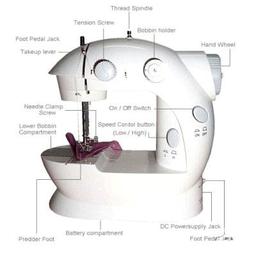 Thread Spindle
Tension Screw
Bobbin holder
Foot Pedal Jack
Takeup lever
Hand Wheel
Needle Clamp
Screw
On / Off Switch
Lower Bobbin
Compartment
Speed Contol button
(Low / High)
DC Powersupply Jack
Battery compartment
Predder Foot
Foot Pedal